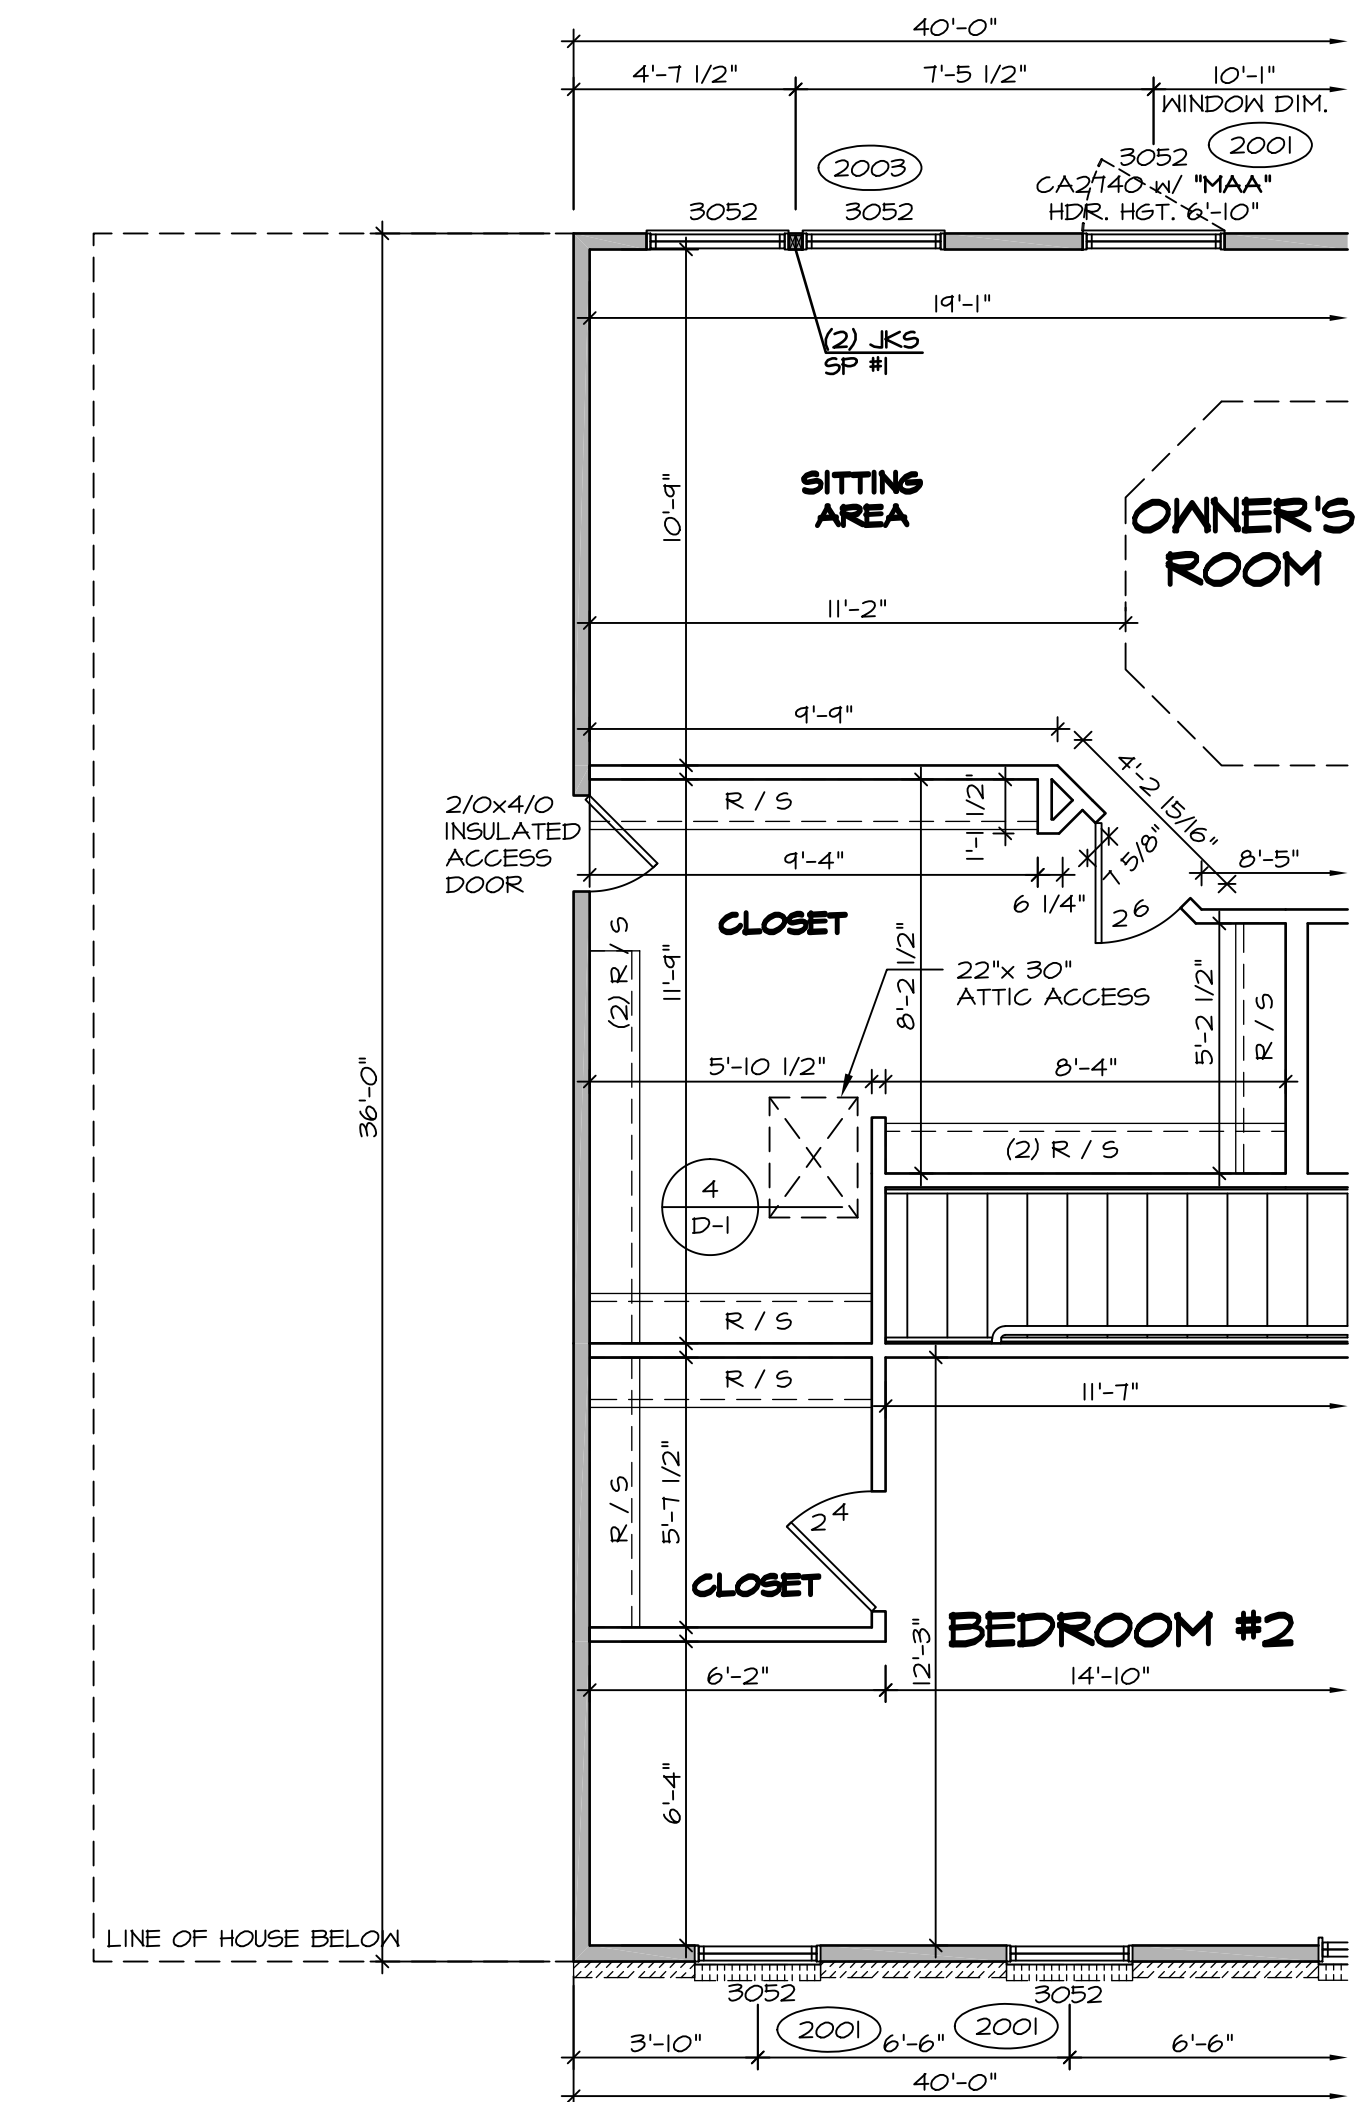 40'-0"
4'-7 1/2"
7'-5 1/2"
10'-1"
WINDOW DIM.
2003
2001
3052
CA2740 w/ "MAA"
HDR. HGT. 6'-10"
3052
3052
19'-1"
(2) JKS
SP #1
10'-9"
SITTING
AREA
OWNER'S
ROOM
11'-2"
9'-9"
4'-2 15/16"
2/0x4/0
INSULATED
ACCESS
DOOR
R / S
1'-1 1/2"
9'-4"
7 5/8"
8'-5"
6 1/4"
26
CLOSET
(2) R / S
11'-9"
8'-2 1/2"
22"x 30"
ATTIC ACCESS
5'-2 1/2"
R / S
5'-10 1/2"
8'-4"
36'-0"
(2) R / S
4
D-1
R / S
R / S
11'-7"
R / S
5'-7 1/2"
24
CLOSET
BEDROOM #2
12'-3"
6'-2"
14'-10"
6'-4"
LINE OF HOUSE BELOW
3052
3052
2001
2001
3'-10"
6'-6"
6'-6"
40'-0"